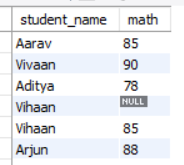 student_name math
Aarav 85
Vivaan 90
Aditya 78
Vihaan NULL
Vihaan 85
Arjun 88